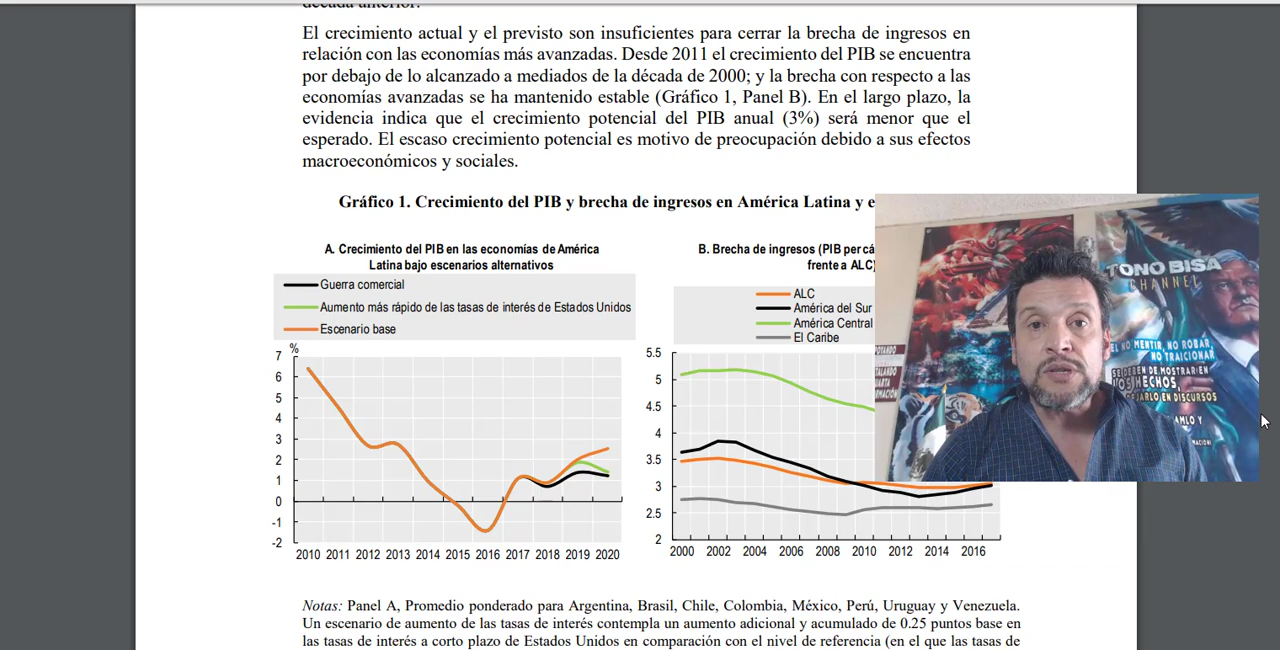 década anterior.
El crecimiento actual y el previsto son insuficientes para cerrar la brecha de ingresos en
relación con las economías más avanzadas. Desde 2011 el crecimiento del PIB se encuentra
por debajo de lo alcanzado a mediados de la década de 2000; y la brecha con respecto a las
economías avanzadas se ha mantenido estable (Gráfico 1, Panel B). En el largo plazo, la
evidencia indica que el crecimiento potencial del PIB anual (3%) será menor que el
esperado. El escaso crecimiento potencial es motivo de preocupación debido a sus efectos
macroeconómicos y sociales.
Gráfico 1. Crecimiento del PIB y brecha de ingresos en América Latina y e
A. Crecimiento del PIB en las economías de América
Latina bajo escenarios alternativos
Guerra comercial
Aumento más rápido de las tasas de interés de Estados Unidos
Escenario base
%
7
6
5
4
3
2
1
0
-1
-2
2010 2011 2012 2013 2014 2015 2016 2017 2018 2019 2020
B. Brecha de ingresos (PIB per cá
frente a ALC)
ALC
América del Sur
América Central
El Caribe
5.5
5
4.5
4
3.5
3
2.5
2
2000 2002 2004 2006 2008 2010 2012 2014 2016
TONO BISA
CHANNEL
EL NO MENTIR, NO ROBAR,
NO TRAICIONAR
SE DEBEN DE MOSTRAR EN
LOS HECHOS,
EJARLO EN DISCURSOS
AMLO Y
Notas: Panel A, Promedio ponderado para Argentina, Brasil, Chile, Colombia, México, Perú, Uruguay y Venezuela.
Un escenario de aumento de las tasas de interés contempla un aumento adicional y acumulado de 0.25 puntos base en
las tasas de interés a corto plazo de Estados Unidos en comparación con el nivel de referencia (en el que las tasas de